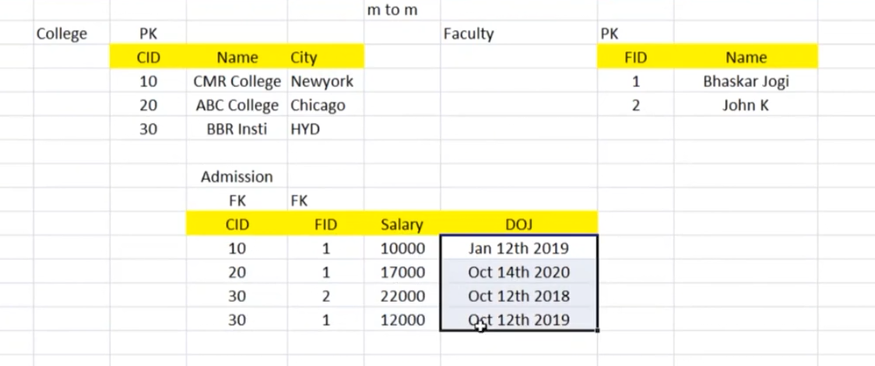 m to m
College PK Faculty PK
CID Name City FID Name
10 CMR College Newyork 1 Bhaskar Jogi
20 ABC College Chicago 2 John K
30 BBR Insti HYD
Admission
FK FK
CID FID Salary DOJ
10 1 10000 Jan 12th 2019
20 1 17000 Oct 14th 2020
30 2 22000 Oct 12th 2018
30 1 12000 Oct 12th 2019